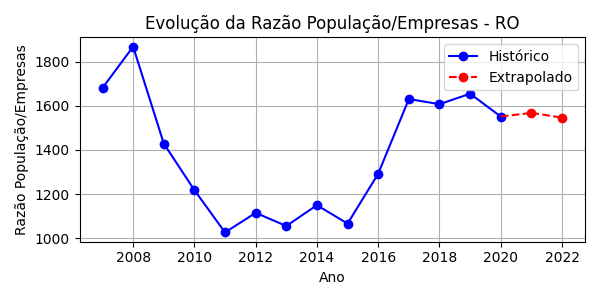 Evolução da Razão População/Empresas - RO
Razão População/Empresas
1800
1600
1400
1200
1000
Histórico
Extrapolado
2008 2010 2012 2014 2016 2018 2020 2022
Ano